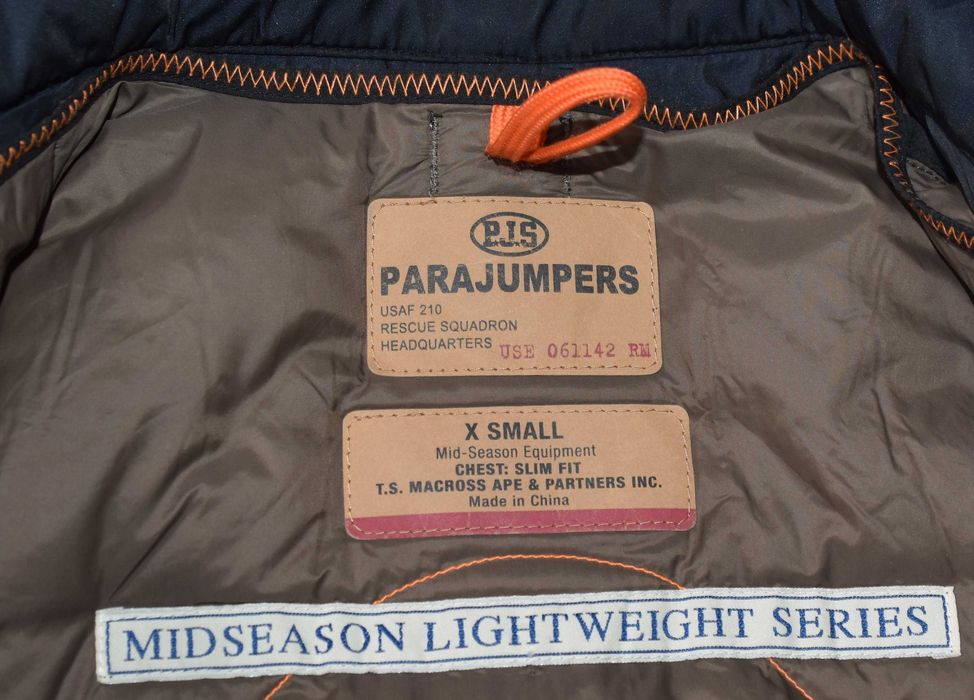 P.J.S
PARAJUMPERS
USAF 210
RESCUE SQUADRON
HEADQUARTERS USE 061142 RM
X SMALL
Mid-Season Equipment
CHEST: SLIM FIT
T.S. MACROSS APE & PARTNERS INC.
Made in China
MIDSEASON LIGHTWEIGHT SERIES